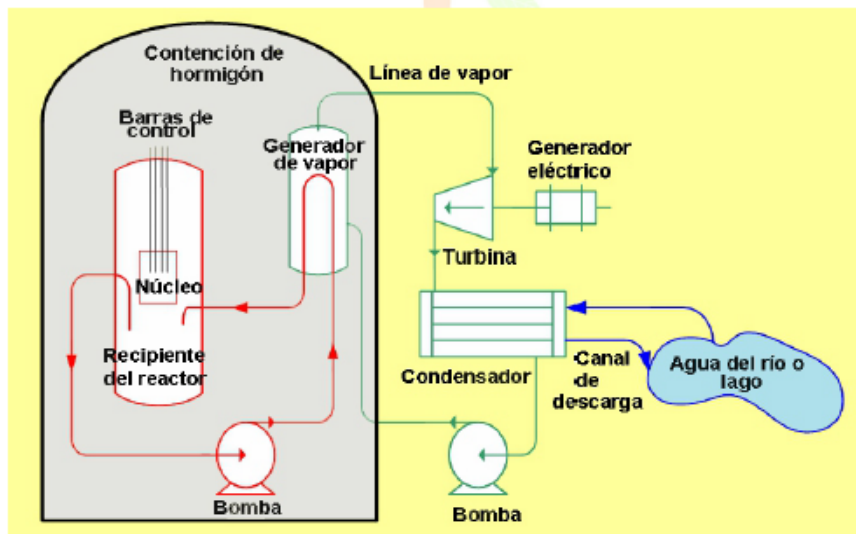 Contención de
hormigón
Línea de vapor
Barras de
control
Generador
de vapor
Generador
eléctrico
Turbina
Núcleo
Recipiente
del reactor
Condensador
Canal
de
descarga
Agua del río o
lago
Bomba
Bomba